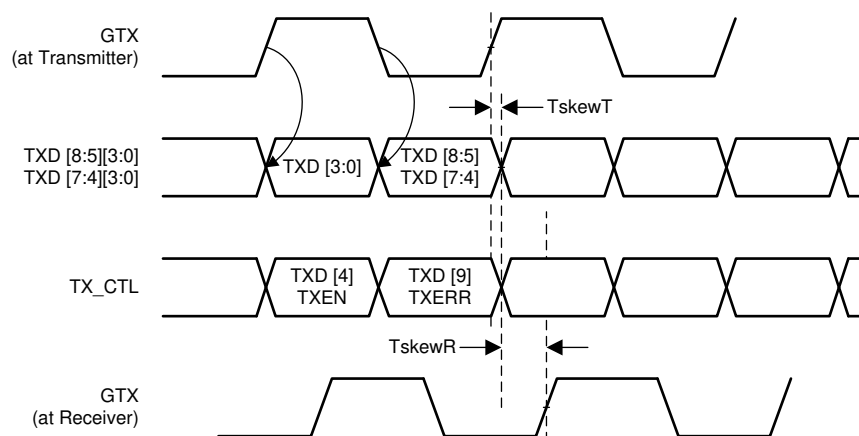 GTX
(at Transmitter)
TskewT
TXD [8:5][3:0]
TXD [7:4][3:0]
TXD [3:0]
TXD [8:5]
TXD [7:4]
TX_CTL
TXD [4]
TXEN
TXD [9]
TXERR
TskewR
GTX
(at Receiver)